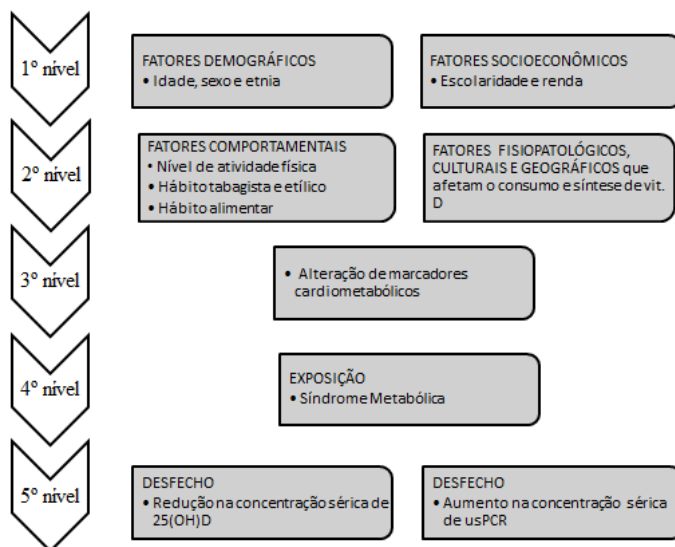 1º nível
FATORES DEMOGRÁFICOS
• Idade, sexo e etnia
FATORES SOCIOECONÔMICOS
• Escolaridade e renda
2º nível
FATORES COMPORTAMENTAIS
• Nível de atividade física
• Hábito tabagista e etílico
• Hábito alimentar
FATORES FISIOPATOLÓGICOS,
CULTURAIS E GEOGRÁFICOS que
afetam o consumo e síntese de vit.
D
3º nível
• Alteração de marcadores
cardiometabólicos
4º nível
EXPOSIÇÃO
• Síndrome Metabólica
5º nível
DESFECHO
• Redução na concentração sérica de
25(OH)D
DESFECHO
• Aumento na concentração sérica
de usPCR